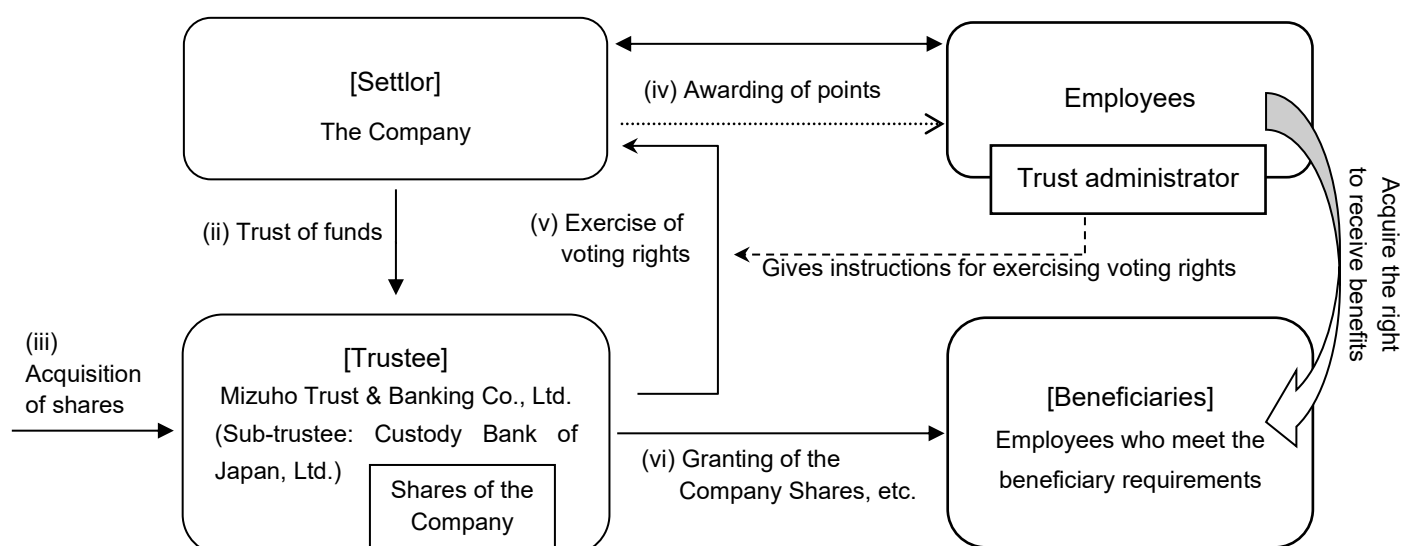 [Settlor]
The Company
(iv) Awarding of points
Employees
Trust administrator
Acquire the right
to receive benefits
(ii) Trust of funds
(v) Exercise of
voting rights
Gives instructions for exercising voting rights
(iii)
Acquisition
of shares
[Trustee]
Mizuho Trust & Banking Co., Ltd.
(Sub-trustee: Custody Bank of
Japan, Ltd.)
Shares of the
Company
(vi) Granting of the
Company Shares, etc.
[Beneficiaries]
Employees who meet the
beneficiary requirements